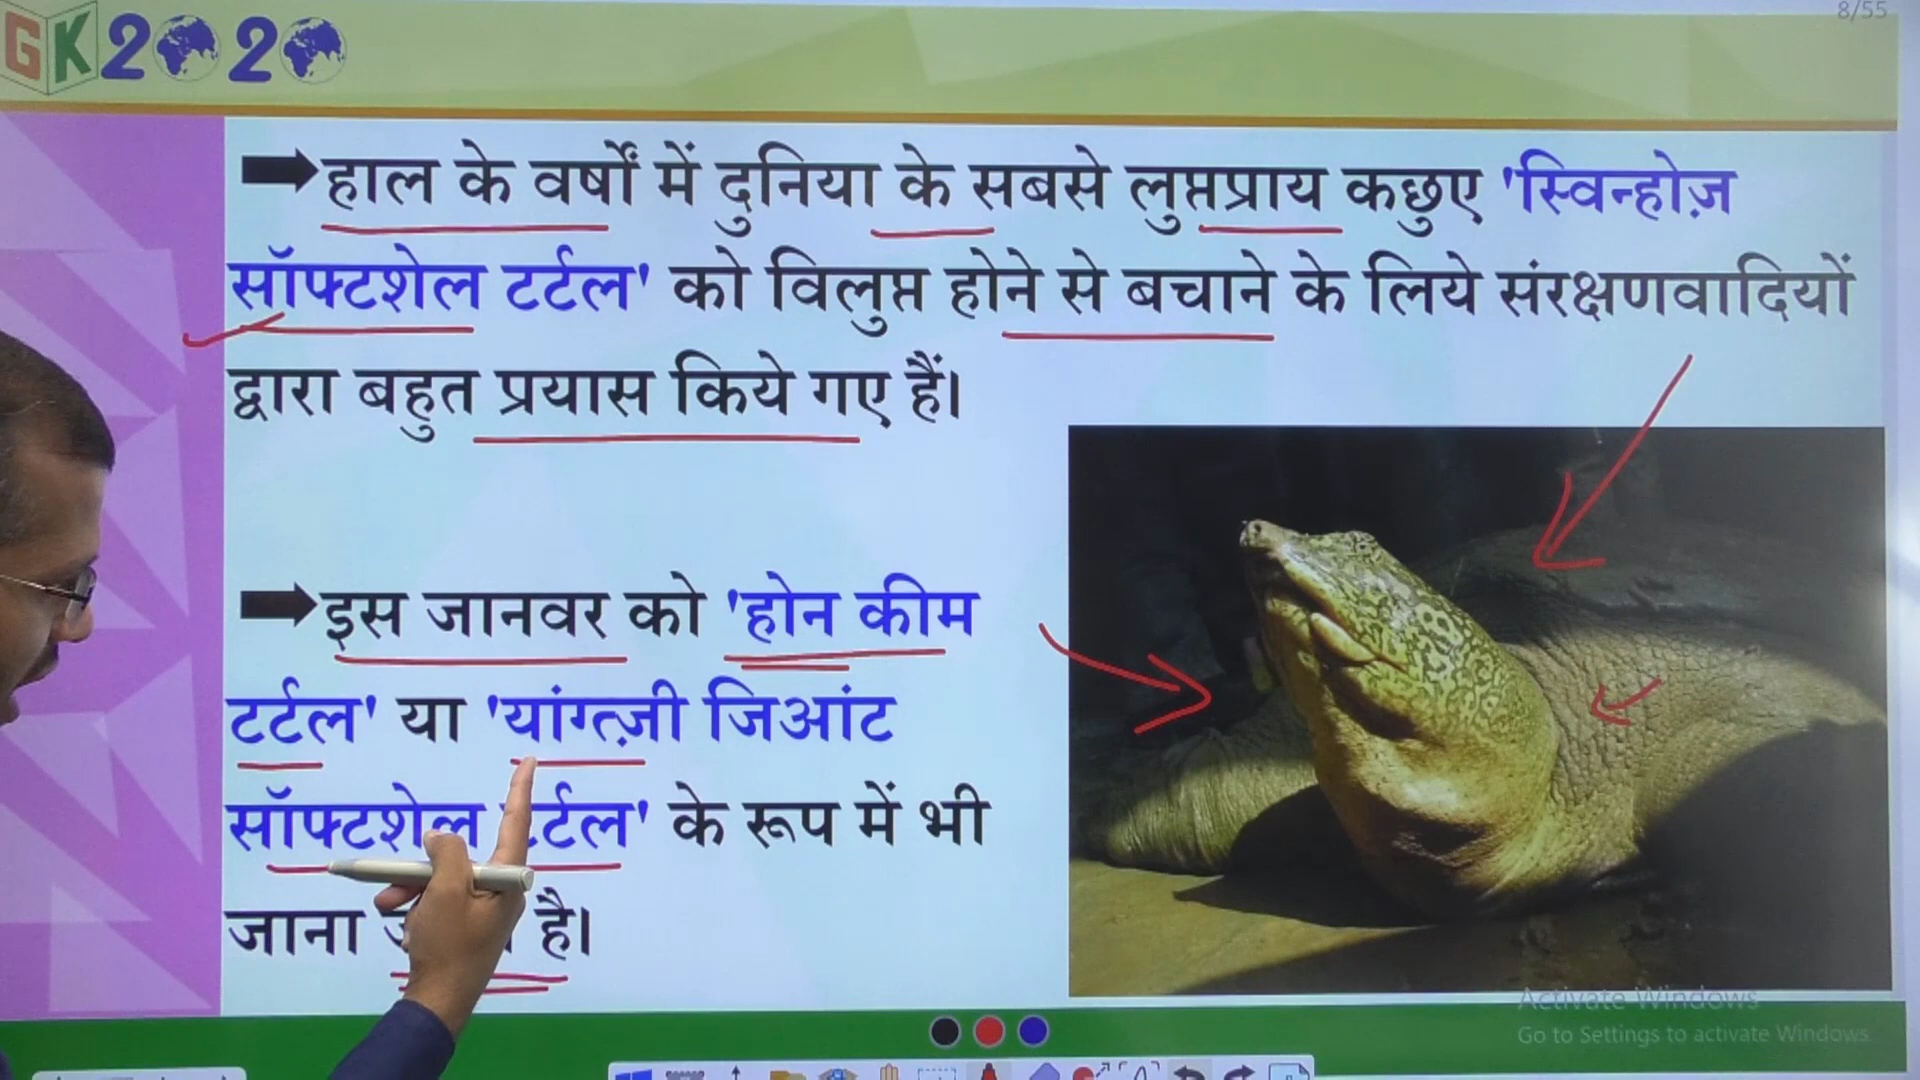 8/55
GK2020
हाल के वर्षों में दुनिया के सबसे लुप्तप्राय कछुए 'स्विन्होज़
सॉफ्टशेल टर्टल' को विलुप्त होने से बचाने के लिये संरक्षणवादियों
द्वारा बहुत प्रयास किये गए हैं।
इस जानवर को 'होन कीम
टर्टल' या 'यांग्त्ज़ी जिआंट
सॉफ्टशेल टर्टल' के रूप में भी
जाना है।
Activate Windows
Go to Settings to activate Windows.